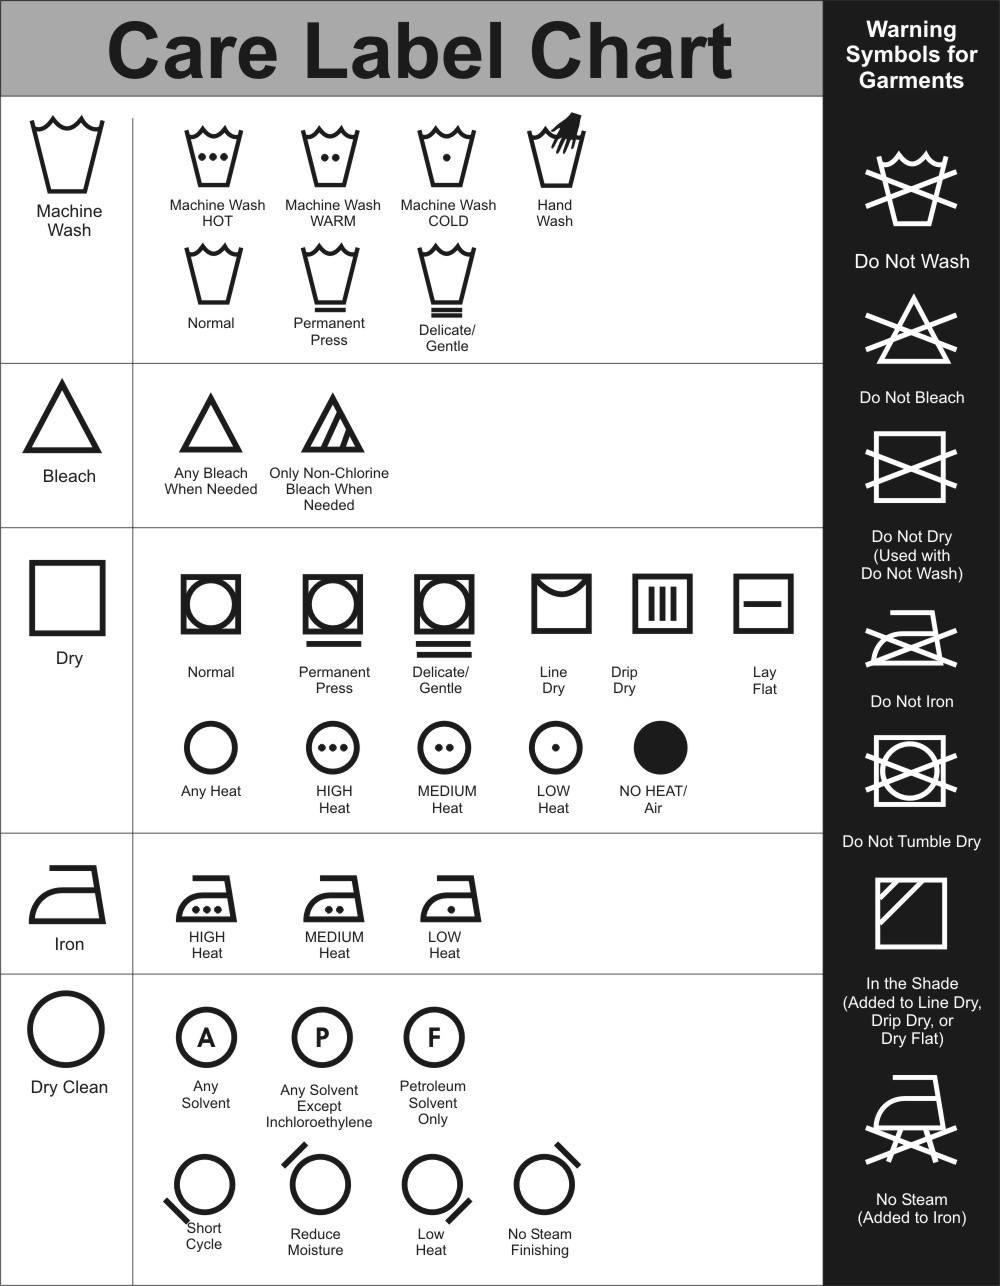 Care Label Chart
Machine
Wash
Machine Wash
HOT
Machine Wash
WARM
Machine Wash
COLD
Hand
Wash
Normal
Permanent
Press
Delicate/
Gentle
Bleach
Any Bleach
When Needed
Only Non-Chlorine
Bleach When
Needed
Dry
Normal
Permanent
Press
Delicate/
Gentle
Line
Dry
Drip
Dry
Lay
Flat
Any Heat
HIGH
Heat
MEDIUM
Heat
LOW
Heat
NO HEAT/
Air
Iron
HIGH
Heat
MEDIUM
Heat
LOW
Heat
Dry Clean
A
Any
Solvent
P
Any Solvent
Except
Inchloroethylene
F
Petroleum
Solvent
Only
Short
Cycle
Reduce
Moisture
Low
Heat
No Steam
Finishing
Warning
Symbols for
Garments
Do Not Wash
Do Not Bleach
Do Not Dry
(Used with
Do Not Wash)
Do Not Iron
Do Not Tumble Dry
In the Shade
(Added to Line Dry,
Drip Dry, or
Dry Flat)
No Steam
(Added to Iron)